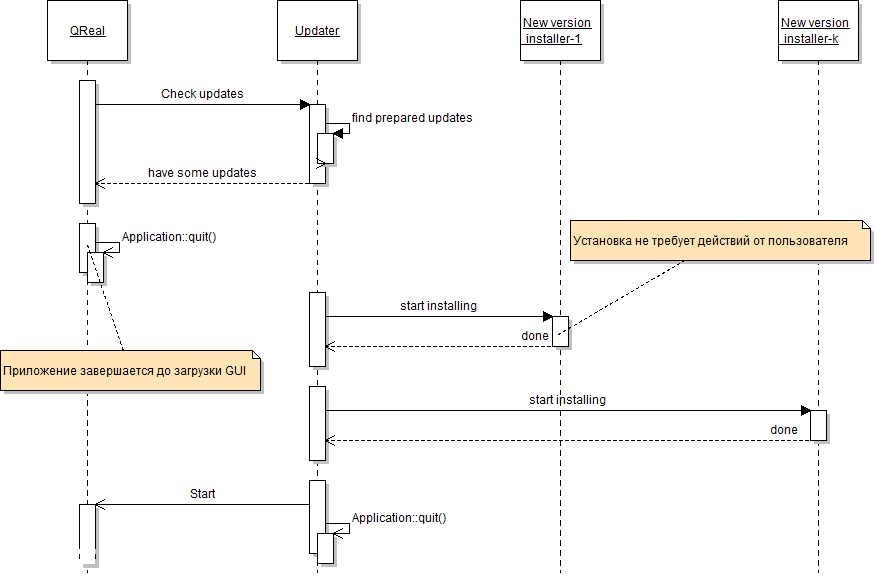 QReal
Updater
New version
installer-1
New version
installer-k
Check updates
find prepared updates
have some updates
Application::quit()
Установка не требует действий от пользователя
start installing
done
Приложение завершается до загрузки GUI
start installing
done
Start
Application::quit()